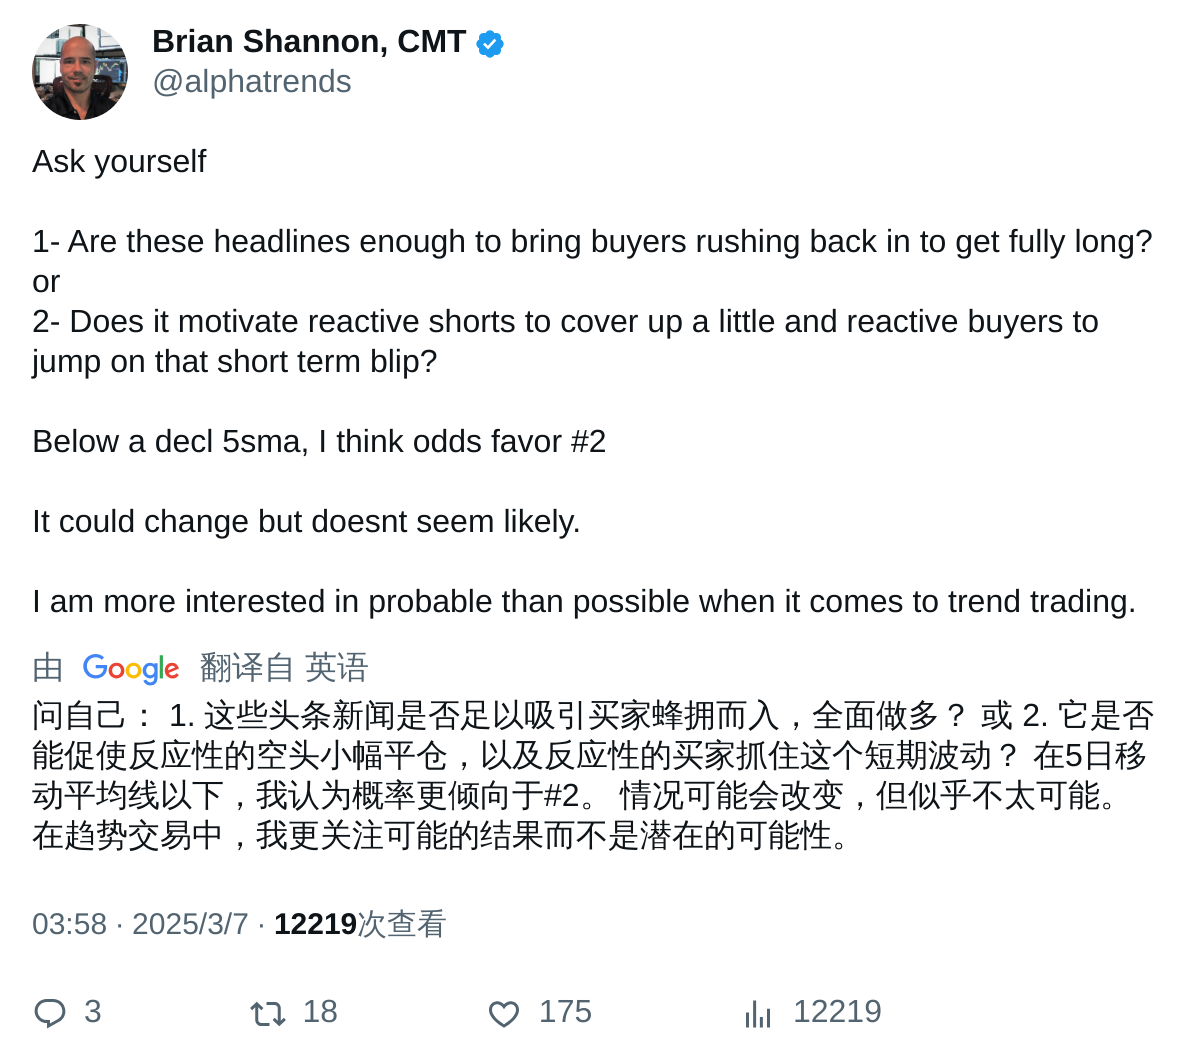 Brian Shannon, CMT
@alphatrends
Ask yourself
1- Are these headlines enough to bring buyers rushing back in to get fully long?
or
2- Does it motivate reactive shorts to cover up a little and reactive buyers to
jump on that short term blip?
Below a decl 5sma, I think odds favor #2
It could change but doesnt seem likely.
I am more interested in probable than possible when it comes to trend trading.
由 Google 翻译自 英语
问自己： 1. 这些头条新闻是否足以吸引买家蜂拥而入，全面做多？ 或 2. 它是否
能促使反应性的空头小幅平仓，以及反应性的买家抓住这个短期波动？ 在5日移
动平均线以下，我认为概率更倾向于#2。 情况可能会改变，但似乎不太可能。
在趋势交易中，我更关注可能的结果而不是潜在的可能性。
03:58 · 2025/3/7 · 12219次查看
3 18 175 12219